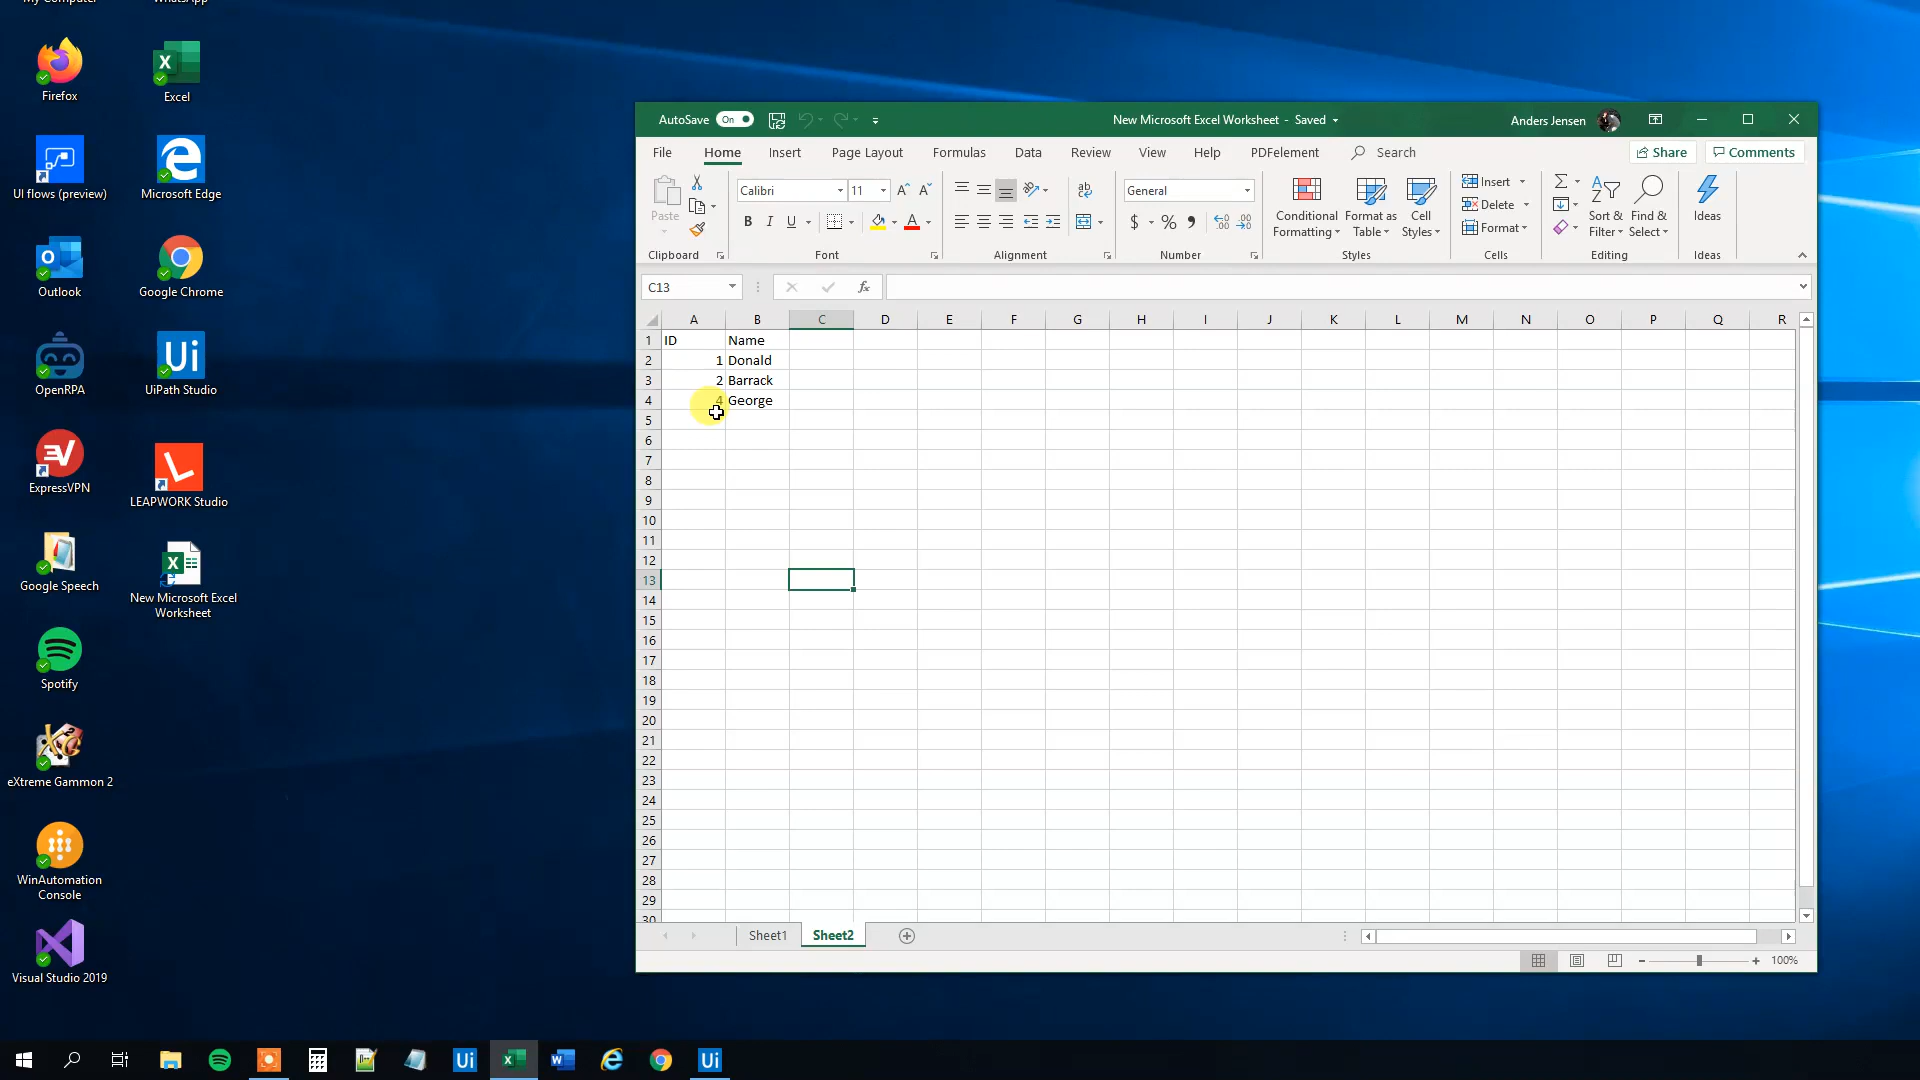 My Computer
WhatsApp
Firefox
Excel
UI flows (preview)
Microsoft Edge
Outlook
Google Chrome
OpenRPA
UiPath Studio
ExpressVPN
LEAPWORK Studio
Google Speech
New Microsoft Excel
Worksheet
Spotify
eXtreme Gammon 2
WinAutomation
Console
Visual Studio 2019
AutoSave On
New Microsoft Excel Worksheet - Saved
Anders Jensen
File Home Insert Page Layout Formulas Data Review View Help PDFelement Search Share Comments
Paste
Clipboard
Calibri 11
B I U
Font
ab
Alignment
General
$ % ,
Number
Conditional
Formatting
Format as
Table
Cell
Styles
Styles
Insert
Delete
Format
Cells
Sort &
Filter
Find &
Select
Editing
Ideas
Ideas
C13
fx
A B C D E F G H I J K L M N O P Q R
1 ID Name
2 1 Donald
3 2 Barrack
4 4 George
5
6
7
8
9
10
11
12
13
14
15
16
17
18
19
20
21
22
23
24
25
26
27
28
29
30
Sheet1 Sheet2
100%